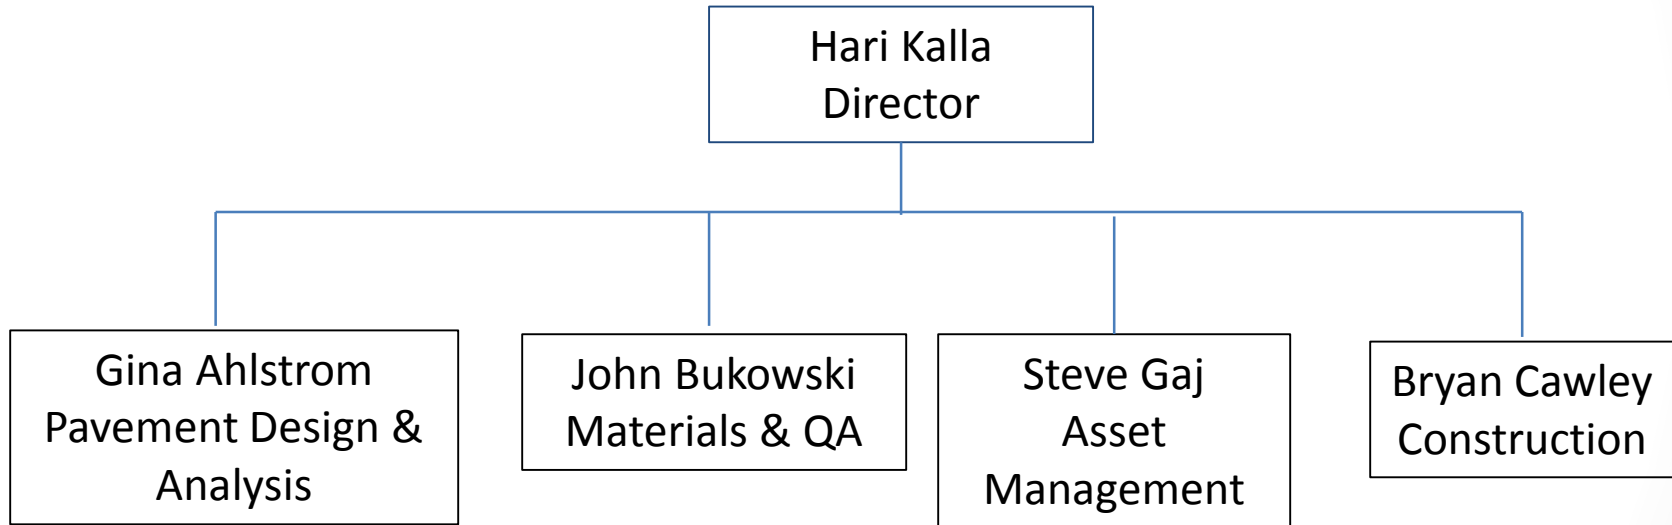 Hari Kalla
Director
Gina Ahlstrom
Pavement Design &
Analysis
John Bukowski
Materials & QA
Steve Gaj
Asset
Management
Bryan Cawley
Construction